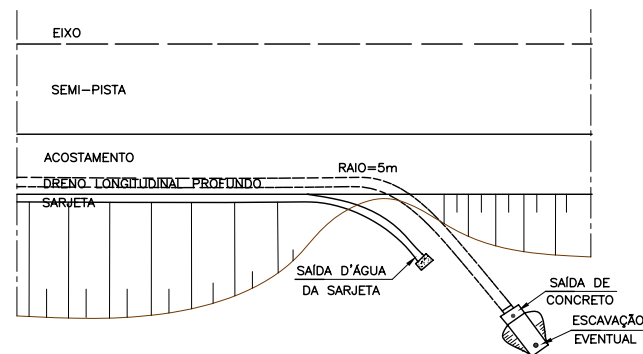 EIXO
SEMI-PISTA
ACOSTAMENTO
RAIO=5m
DRENO LONGITUDINAL PROFUNDO
SARJETA
SAÍDA D'ÁGUA
DA SARJETA
SAÍDA DE
CONCRETO
ESCAVAÇÃO
EVENTUAL